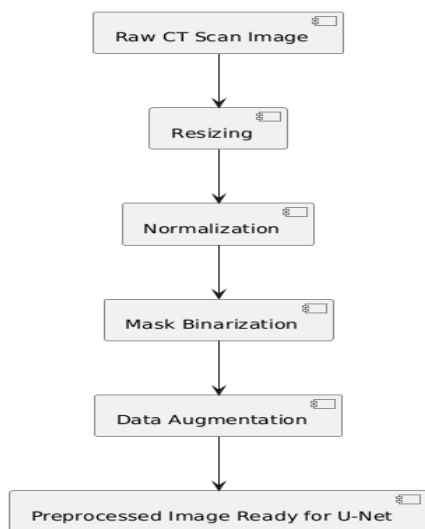 Raw CT Scan Image
Resizing
Normalization
Mask Binarization
Data Augmentation
Preprocessed Image Ready for U-Net